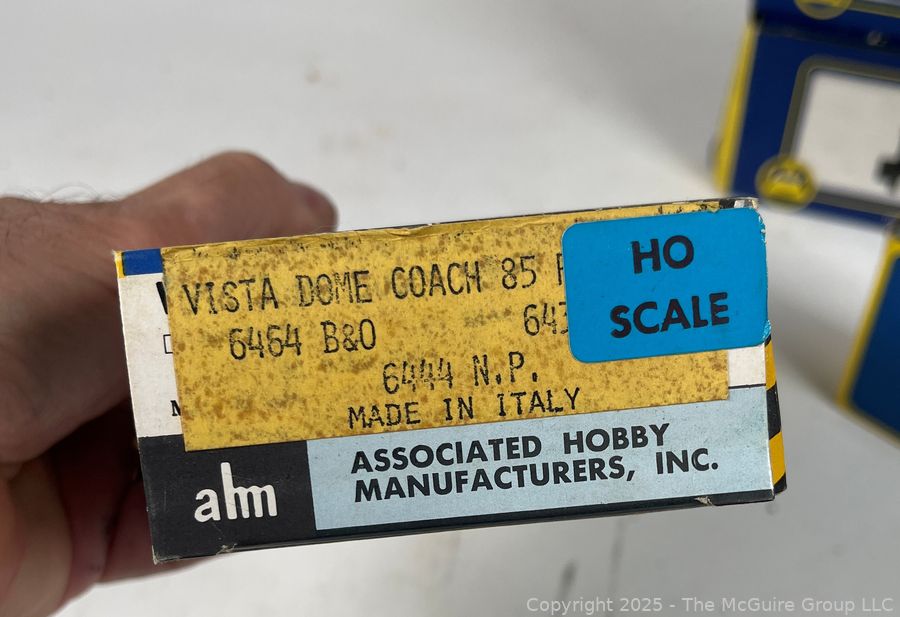 VISTA DOME COACH 85
HO
SCALE
6464 B&O
6444 N.P.
MADE IN ITALY
ahm
ASSOCIATED HOBBY
MANUFACTURERS, INC.
Copyright © 2025 - The McGuire Group LLC